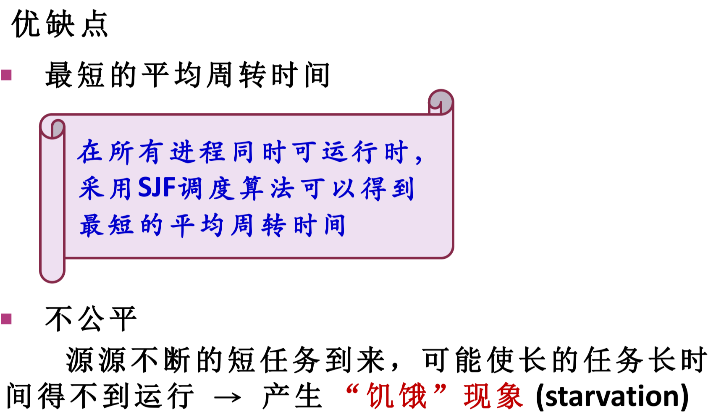 优缺点
▪ 最短的平均周转时间
在所有进程同时可运行时，
采用SJF调度算法可以得到
最短的平均周转时间
▪ 不公平
源源不断的短任务到来，可能使长的任务长时
间得不到运行 → 产生 “饥饿”现象 (starvation)